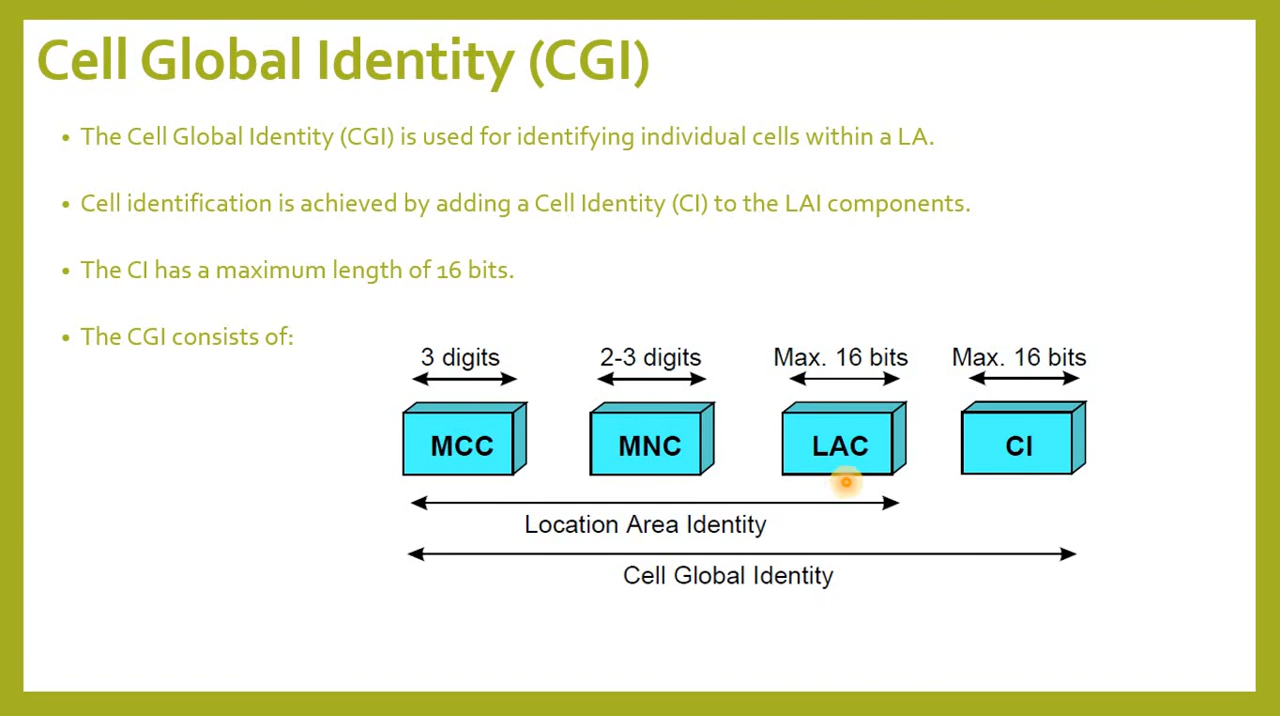 Cell Global Identity (CGI)
• The Cell Global Identity (CGI) is used for identifying individual cells within a LA.
• Cell identification is achieved by adding a Cell Identity (CI) to the LAI components.
• The CI has a maximum length of 16 bits.
• The CGI consists of:
3 digits 2-3 digits Max. 16 bits Max. 16 bits
MCC MNC LAC CI
Location Area Identity
Cell Global Identity